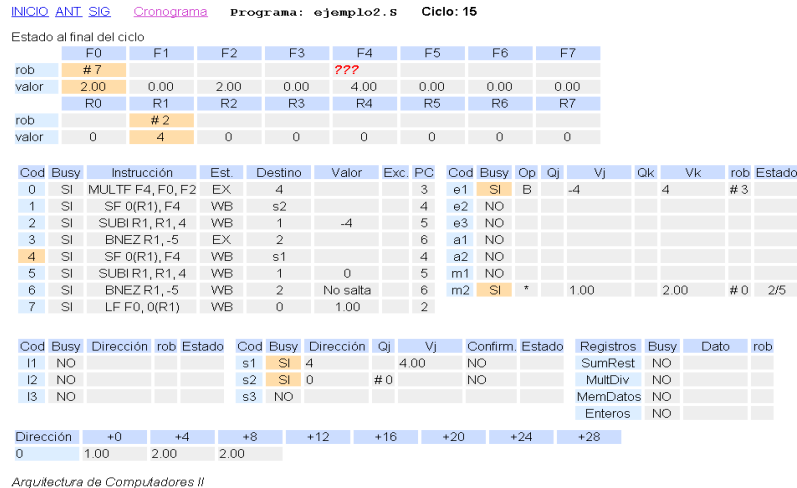 INICIO ANT SIG Cronograma Programa: ejemplo2.S Ciclo: 15
Estado al final del ciclo
F0 F1 F2 F3 F4 F5 F6 F7
rob #7 ???
valor 2.00 0.00 2.00 0.00 4.00 0.00 0.00 0.00
R0 R1 R2 R3 R4 R5 R6 R7
rob #2
valor 0 4 0 0 0 0 0 0
Cod Busy Instrucción Est. Destino Valor Exc. PC Cod Busy Op Qj Vj Qk Vk rob Estado
0 SI MULTF F4, F0, F2 EX 4 3 e1 SI B -4 4 #3
1 SI SF 0(R1), F4 WB s2 4 e2 NO
2 SI SUBI R1, R1, 4 WB 1 -4 5 e3 NO
3 SI BNEZ R1, -5 EX 2 6 a1 NO
4 SI SF 0(R1), F4 WB s1 4 a2 NO
5 SI SUBI R1, R1, 4 WB 1 0 5 m1 NO
6 SI BNEZ R1, -5 WB 2 No salta 6 m2 SI * 1.00 2.00 #0 2/5
7 SI LF F0, 0(R1) WB 0 1.00 2
Cod Busy Dirección rob Estado Cod Busy Dirección Qj Vj Confirm. Estado Registros Busy Dato rob
l1 NO s1 SI 4 4.00 NO SumRest NO
l2 NO s2 SI 0 #0 NO MultDiv NO
l3 NO s3 NO MemDatos NO
Enteros NO
Dirección +0 +4 +8 +12 +16 +20 +24 +28
0 1.00 2.00 2.00
Arquitectura de Computadores II